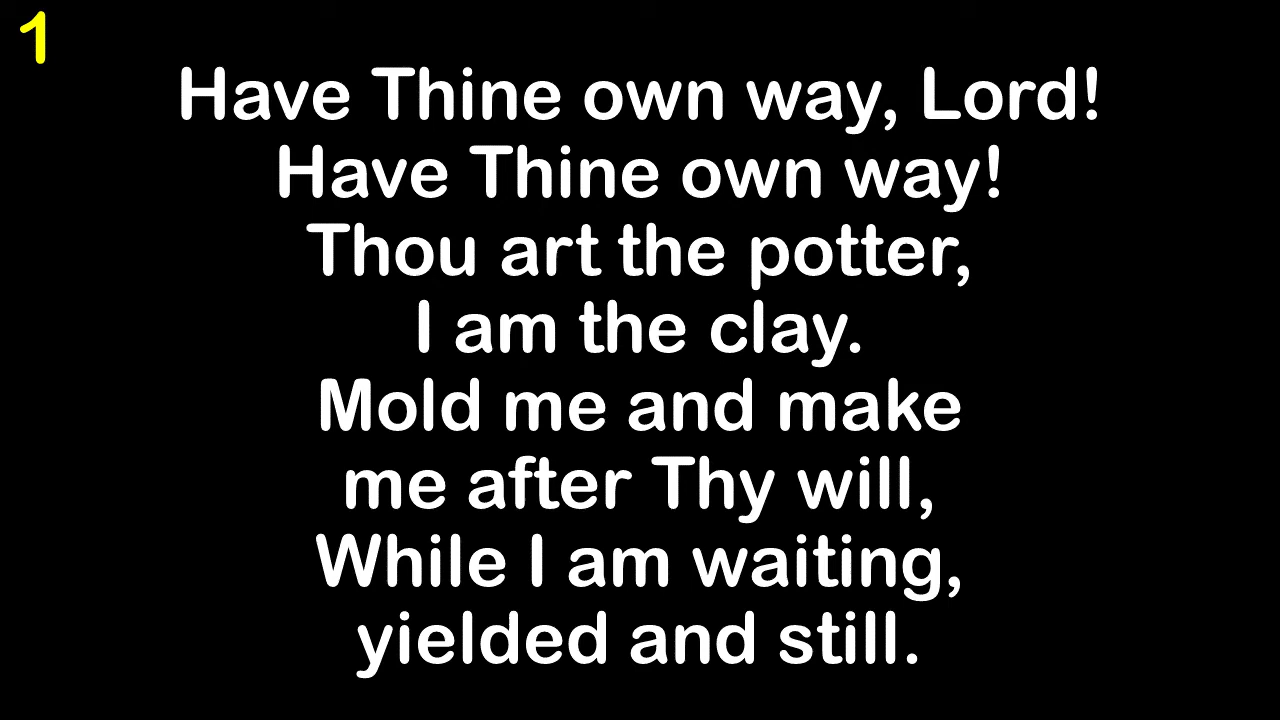 1
Have Thine own way, Lord!
Have Thine own way!
Thou art the potter,
I am the clay.
Mold me and make
me after Thy will,
While I am waiting,
yielded and still.